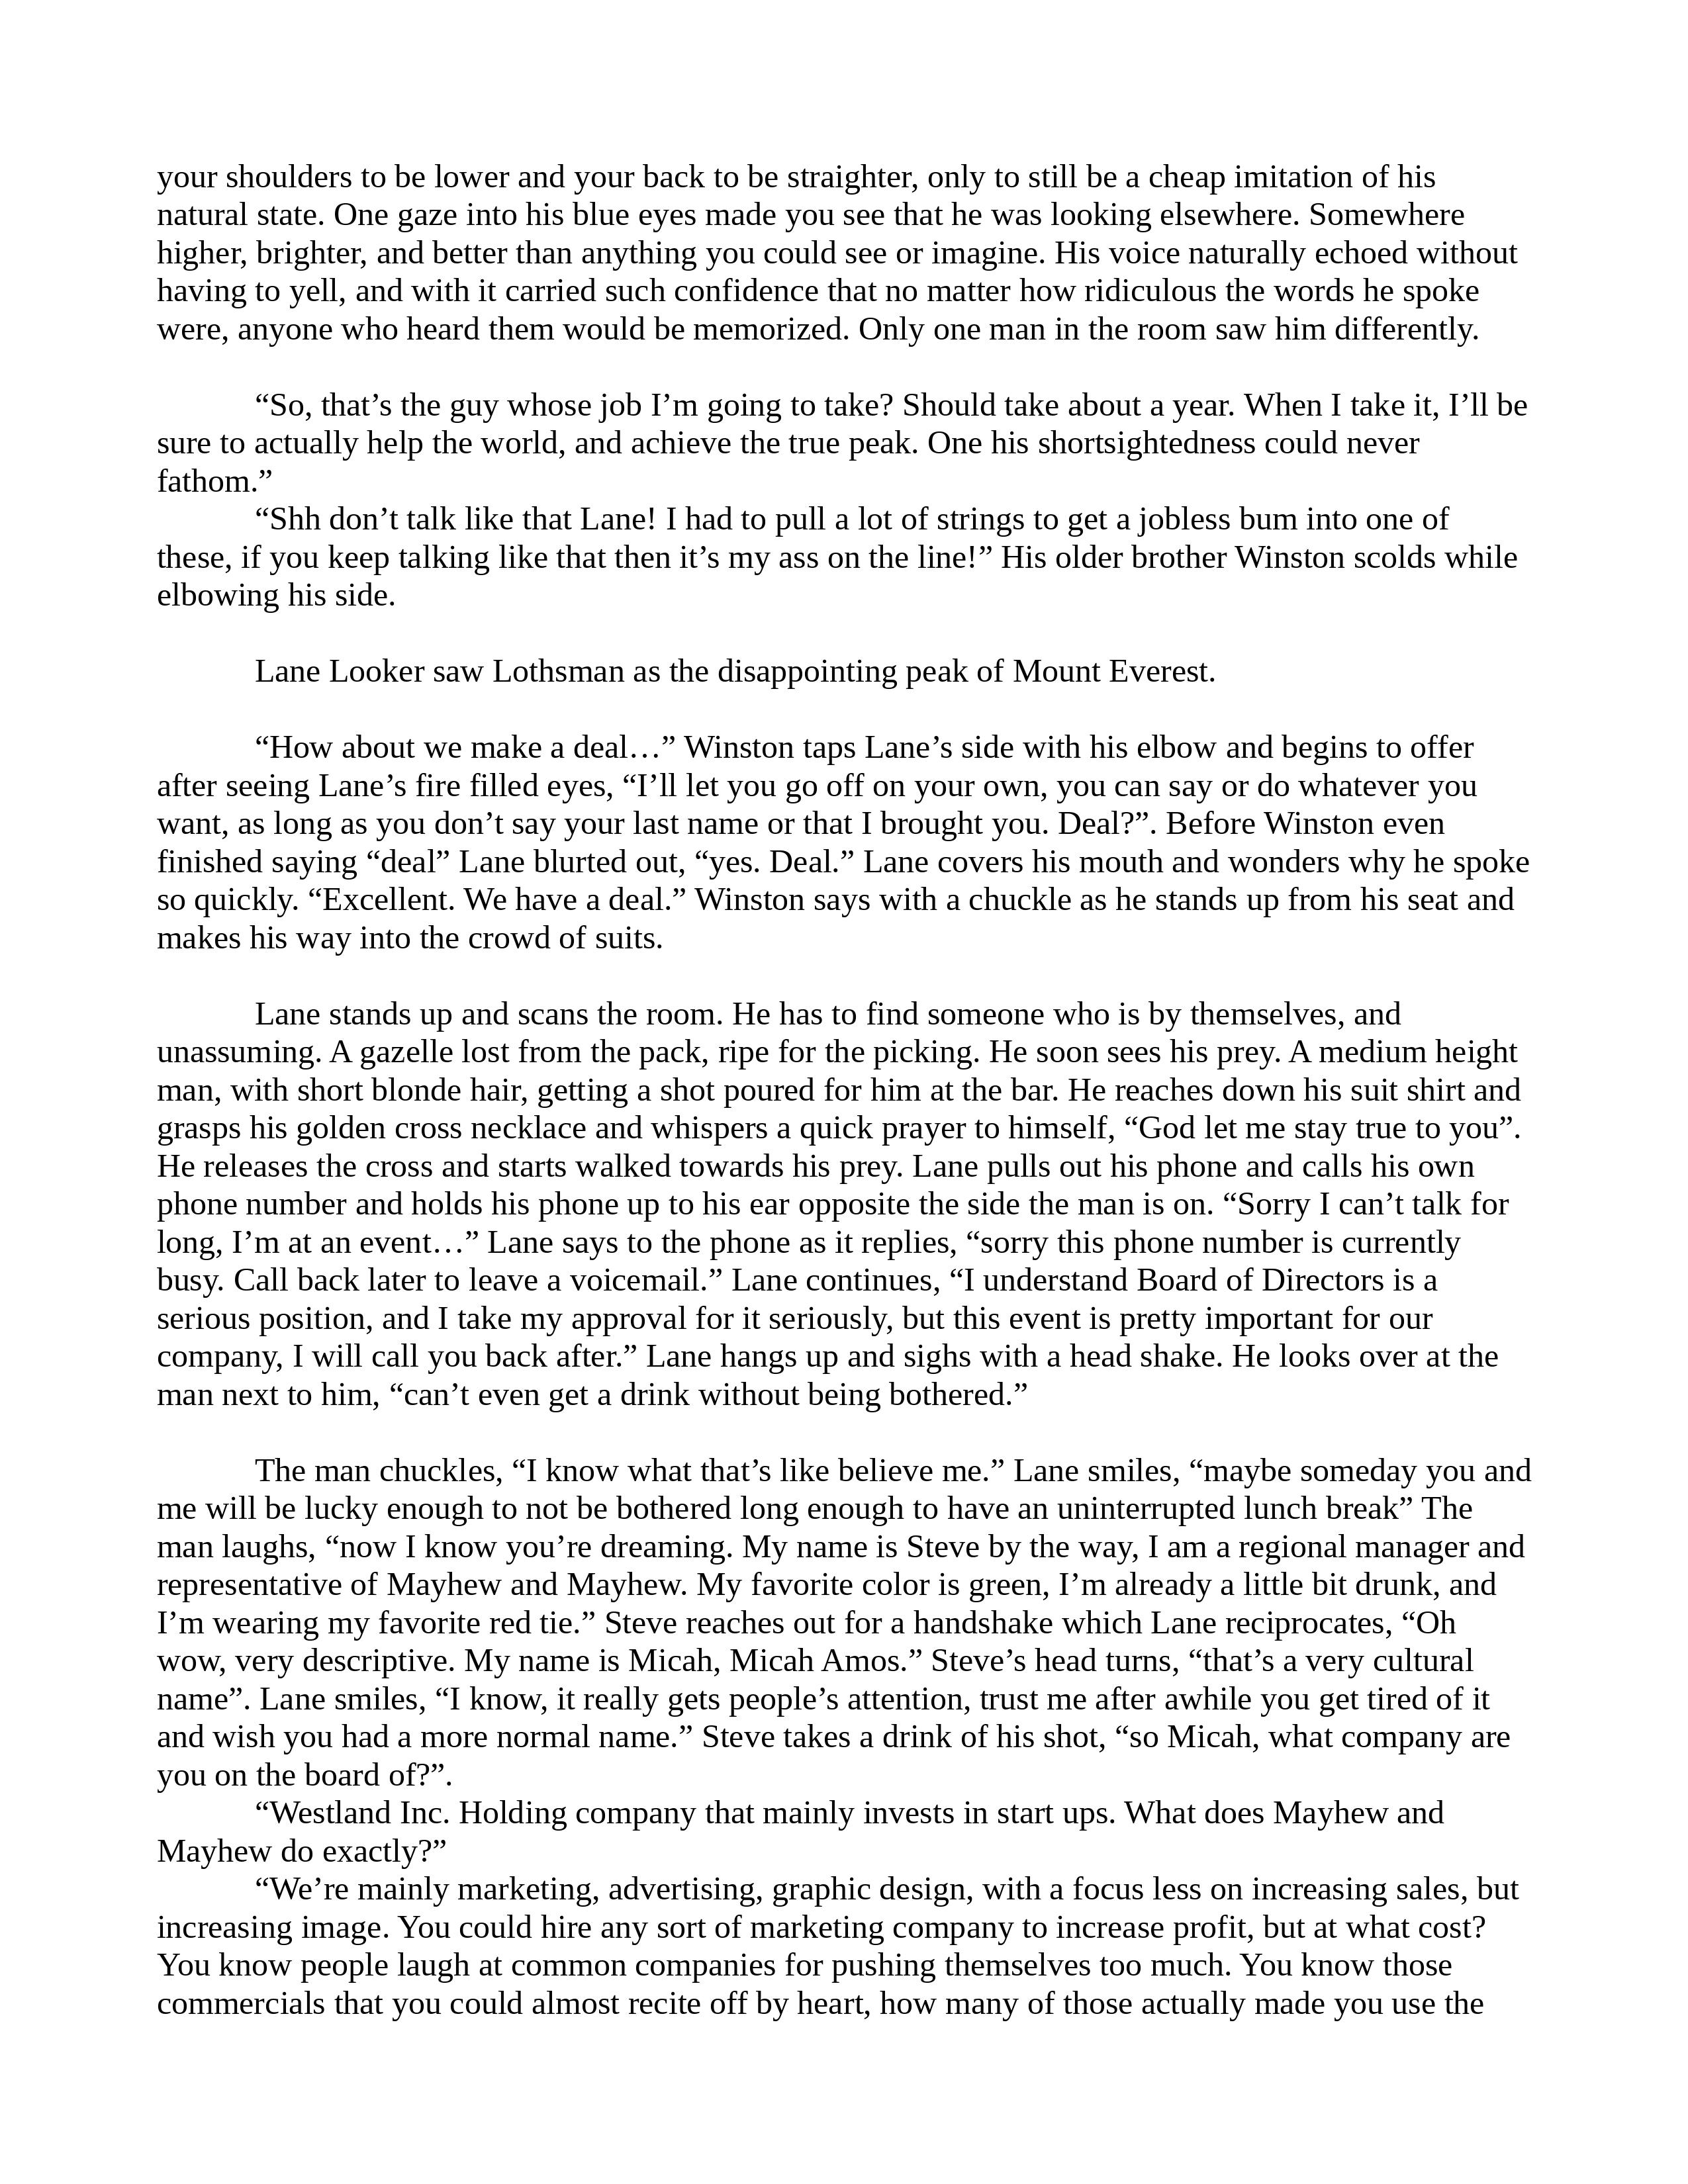 your shoulders to be lower and your back to be straighter, only to still be a cheap imitation of his
natural state. One gaze into his blue eyes made you see that he was looking elsewhere. Somewhere
higher, brighter, and better than anything you could see or imagine. His voice naturally echoed without
having to yell, and with it carried such confidence that no matter how ridiculous the words he spoke
were, anyone who heard them would be memorized. Only one man in the room saw him differently.
“So, that’s the guy whose job I’m going to take? Should take about a year. When I take it, I’ll be
sure to actually help the world, and achieve the true peak. One his shortsightedness could never
fathom.”
“Shh don’t talk like that Lane! I had to pull a lot of strings to get a jobless bum into one of
these, if you keep talking like that then it’s my ass on the line!” His older brother Winston scolds while
elbowing his side.
Lane Looker saw Lothsman as the disappointing peak of Mount Everest.
“How about we make a deal…” Winston taps Lane’s side with his elbow and begins to offer
after seeing Lane’s fire filled eyes, “I’ll let you go off on your own, you can say or do whatever you
want, as long as you don’t say your last name or that I brought you. Deal?”. Before Winston even
finished saying “deal” Lane blurted out, “yes. Deal.” Lane covers his mouth and wonders why he spoke
so quickly. “Excellent. We have a deal.” Winston says with a chuckle as he stands up from his seat and
makes his way into the crowd of suits.
Lane stands up and scans the room. He has to find someone who is by themselves, and
unassuming. A gazelle lost from the pack, ripe for the picking. He soon sees his prey. A medium height
man, with short blonde hair, getting a shot poured for him at the bar. He reaches down his suit shirt and
grasps his golden cross necklace and whispers a quick prayer to himself, “God let me stay true to you”.
He releases the cross and starts walked towards his prey. Lane pulls out his phone and calls his own
phone number and holds his phone up to his ear opposite the side the man is on. “Sorry I can’t talk for
long, I’m at an event…” Lane says to the phone as it replies, “sorry this phone number is currently
busy. Call back later to leave a voicemail.” Lane continues, “I understand Board of Directors is a
serious position, and I take my approval for it seriously, but this event is pretty important for our
company, I will call you back after.” Lane hangs up and sighs with a head shake. He looks over at the
man next to him, “can’t even get a drink without being bothered.”
The man chuckles, “I know what that’s like believe me.” Lane smiles, “maybe someday you and
me will be lucky enough to not be bothered long enough to have an uninterrupted lunch break” The
man laughs, “now I know you’re dreaming. My name is Steve by the way, I am a regional manager and
representative of Mayhew and Mayhew. My favorite color is green, I’m already a little bit drunk, and
I’m wearing my favorite red tie.” Steve reaches out for a handshake which Lane reciprocates, “Oh
wow, very descriptive. My name is Micah, Micah Amos.” Steve’s head turns, “that’s a very cultural
name”. Lane smiles, “I know, it really gets people’s attention, trust me after awhile you get tired of it
and wish you had a more normal name.” Steve takes a drink of his shot, “so Micah, what company are
you on the board of?”.
“Westland Inc. Holding company that mainly invests in start ups. What does Mayhew and
Mayhew do exactly?”
“We’re mainly marketing, advertising, graphic design, with a focus less on increasing sales, but
increasing image. You could hire any sort of marketing company to increase profit, but at what cost?
You know people laugh at common companies for pushing themselves too much. You know those
commercials that you could almost recite off by heart, how many of those actually made you use the